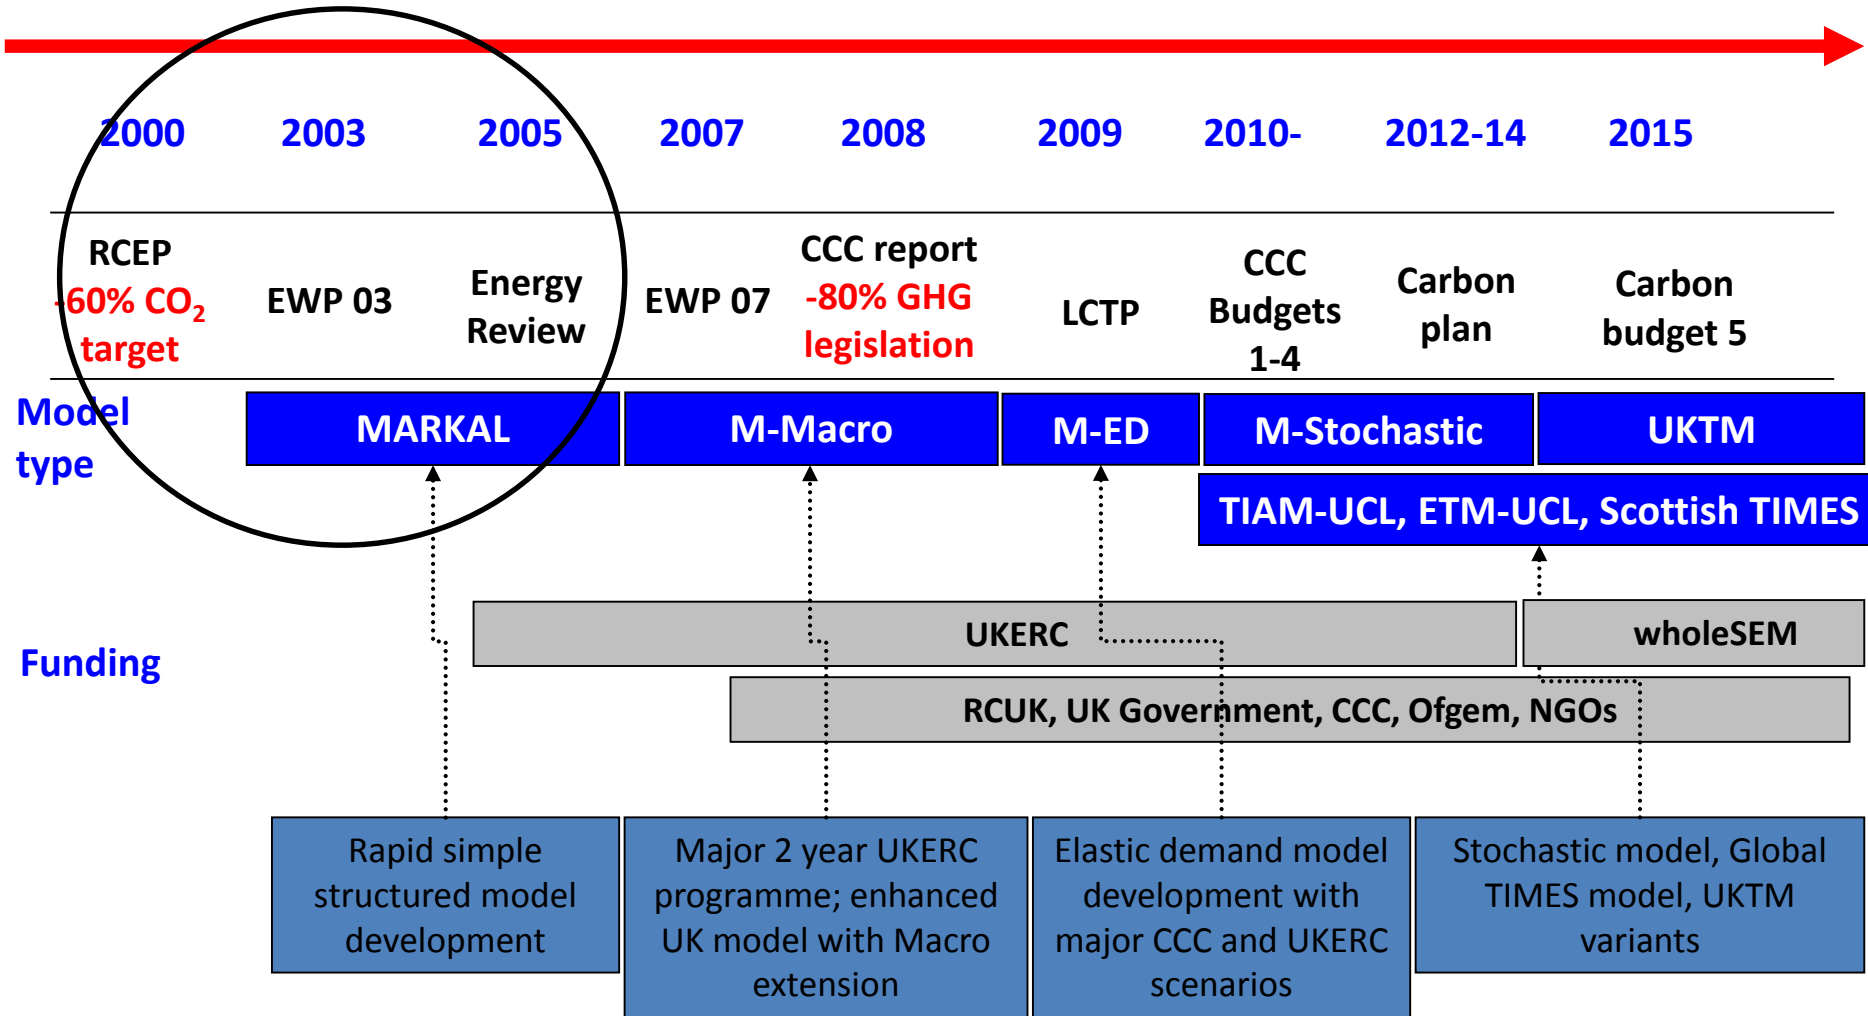 2000 2003 2005 2007 2008 2009 2010- 2012-14 2015
RCEP
-60% CO₂
target
EWP 03
Energy
Review
EWP 07
CCC report
-80% GHG
legislation
LCTP
CCC
Budgets
1-4
Carbon
plan
Carbon
budget 5
Model
type
MARKAL
M-Macro
M-ED
M-Stochastic
UKTM
TIAM-UCL, ETM-UCL, Scottish TIMES
Funding
UKERC
wholeSEM
RCUK, UK Government, CCC, Ofgem, NGOs
Rapid simple
structured model
development
Major 2 year UKERC
programme; enhanced
UK model with Macro
extension
Elastic demand model
development with
major CCC and UKERC
scenarios
Stochastic model, Global
TIMES model, UKTM
variants